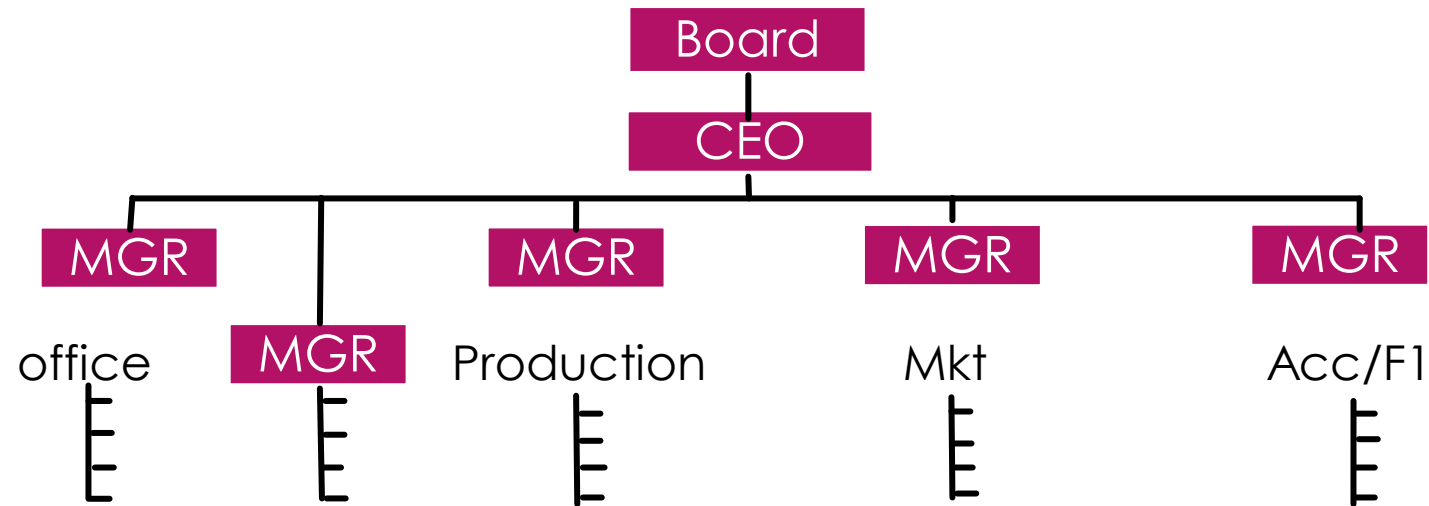 Board
CEO
MGR
MGR
MGR
MGR
MGR
office
Production
Mkt
Acc/F1